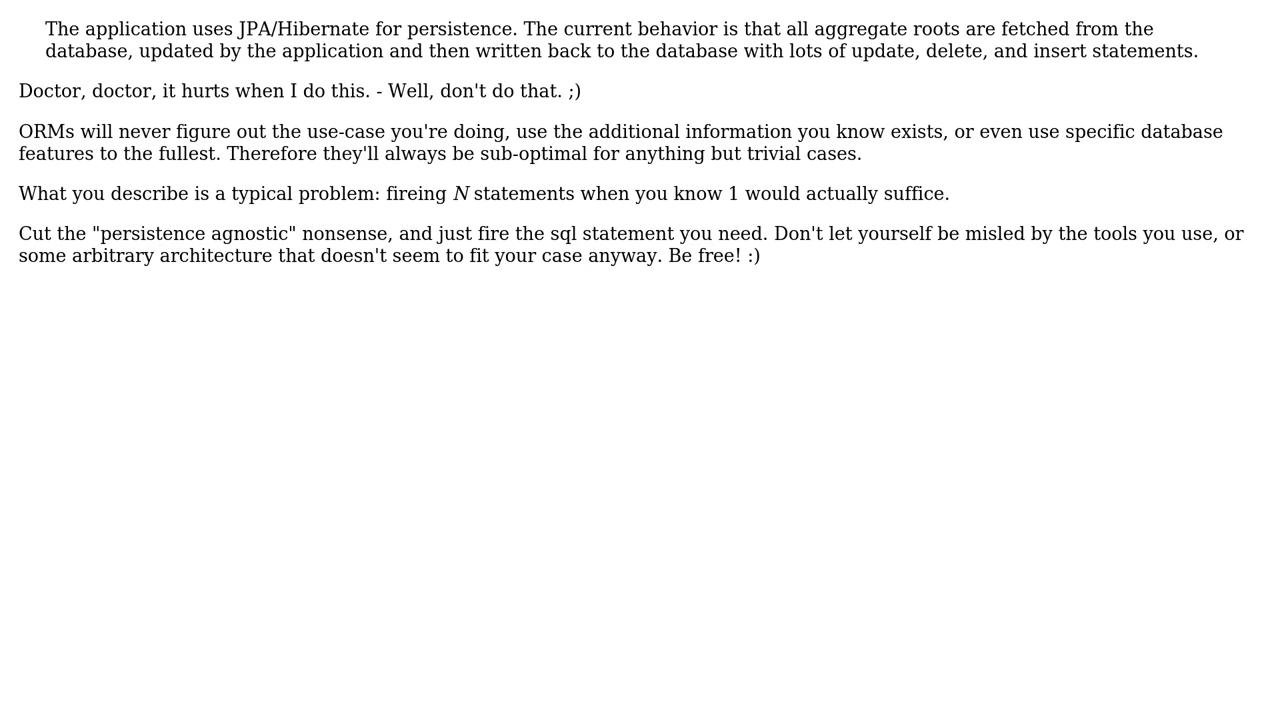 The application uses JPA/Hibernate for persistence. The current behavior is that all aggregate roots are fetched from the
database, updated by the application and then written back to the database with lots of update, delete, and insert statements.
Doctor, doctor, it hurts when I do this. - Well, don't do that. ;)
ORMs will never figure out the use-case you're doing, use the additional information you know exists, or even use specific database
features to the fullest. Therefore they'll always be sub-optimal for anything but trivial cases.
What you describe is a typical problem: fireing N statements when you know 1 would actually suffice.
Cut the "persistence agnostic" nonsense, and just fire the sql statement you need. Don't let yourself be misled by the tools you use, or
some arbitrary architecture that doesn't seem to fit your case anyway. Be free! :)